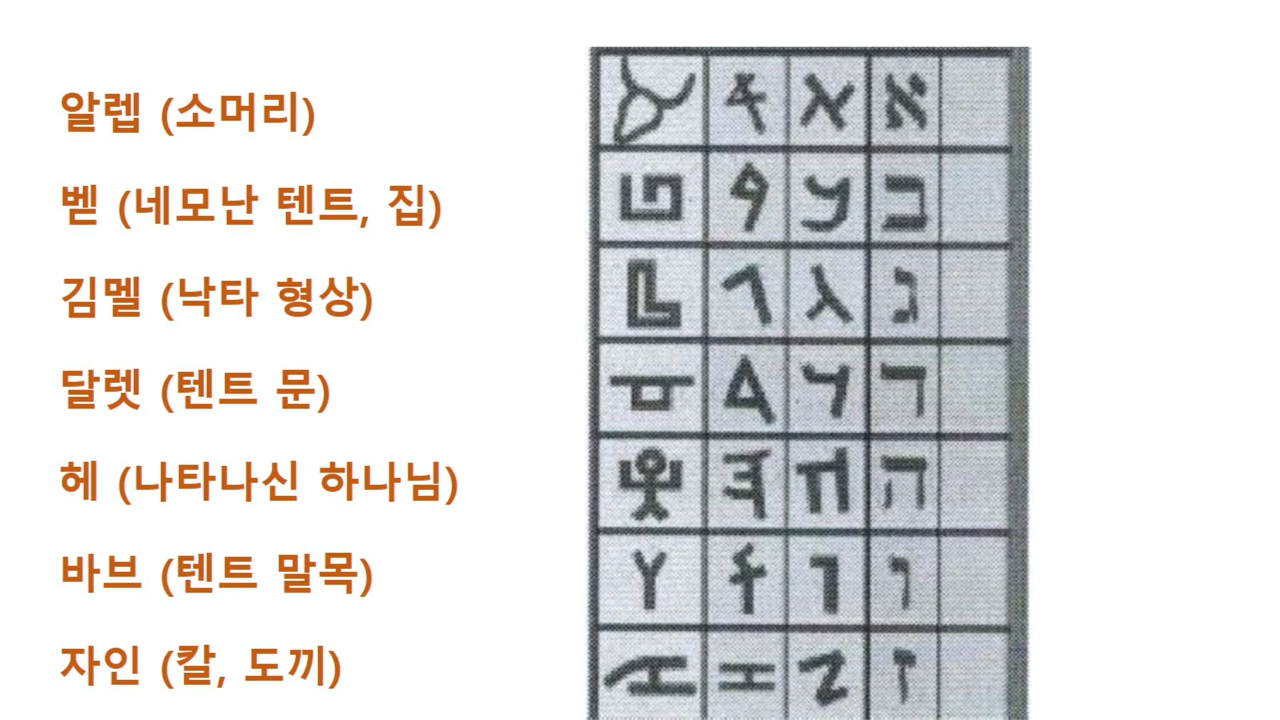 알렙 (소머리)
벧 (네모난 텐트, 집)
김멜 (낙타 형상)
달렛 (텐트 문)
헤 (나타나신 하나님)
바브 (텐트 말목)
자인 (칼, 도끼)
א
ב
ג
ד
ה
ו
ז